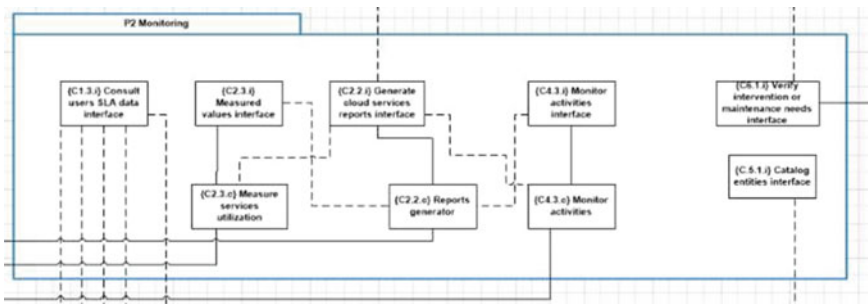 P2 Monitoring
{C1.3.i} Consult
users SLA data
interface
{C2.3.i}
Measured
values interface
{C2.2.i} Generate
cloud services
reports interface
{C4.3.i} Monitor
activities
interface
{C6.1.i} Verify
intervention or
maintenance needs
interface
{C.5.1.i} Catalog
entities interface
{C2.3.c} Measure
services
utilization
{C2.2.c} Reports
generator
{C4.3.c} Monitor
activities